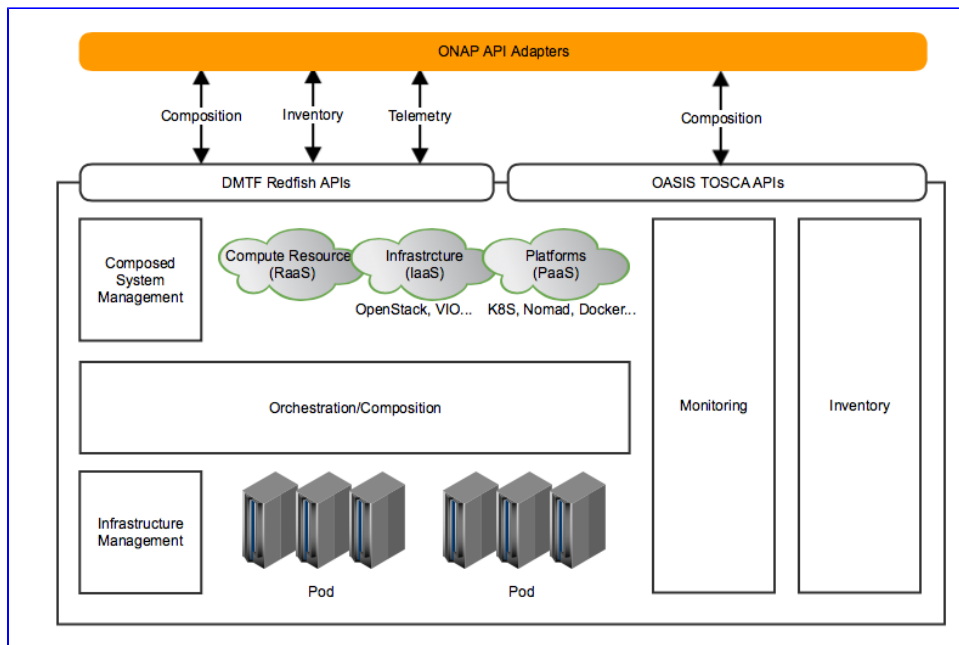 ONAP API Adapters
Composition
Inventory
Telemetry
Composition
DMTF Redfish APIs
OASIS TOSCA APIs
Composed
System
Management
Compute Resource
(RaaS)
Infrastrcture
(IaaS)
Platforms
(PaaS)
OpenStack, VIO...
K8S, Nomad, Docker...
Orchestration/Composition
Monitoring
Inventory
Infrastructure
Management
Pod
Pod